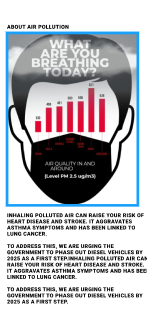 ABOUT AIR POLLUTION
WHAT
ARE YOU
BREATHING
TODAY?
AIR QUALITY IN AND
AROUND
(Level PM 2.5 ug/m3)
INHALING POLLUTED AIR CAN RAISE YOUR RISK OF
HEART DISEASE AND STROKE. IT AGGRAVATES
ASTHMA SYMPTOMS AND HAS BEEN LINKED TO
LUNG CANCER.
TO ADDRESS THIS, WE ARE URGING THE
GOVERNMENT TO PHASE OUT DIESEL VEHICLES BY
2025 AS A FIRST STEP.INHALING POLLUTED AIR CAN
RAISE YOUR RISK OF HEART DISEASE AND STROKE.
IT AGGRAVATES ASTHMA SYMPTOMS AND HAS BEE
LINKED TO LUNG CANCER.
TO ADDRESS THIS, WE ARE URGING THE
GOVERNMENT TO PHASE OUT DIESEL VEHICLES BY
2025 AS A FIRST STEP.